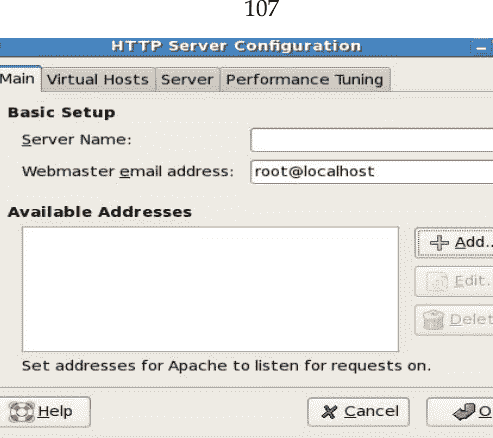 107
HTTP Server Configuration
Main Virtual Hosts Server Performance Tuning
Basic Setup
Server Name:
Webmaster email address: root@localhost
Available Addresses
Add..
Edit.
Delet
Set addresses for Apache to listen for requests on.
Help Cancel O